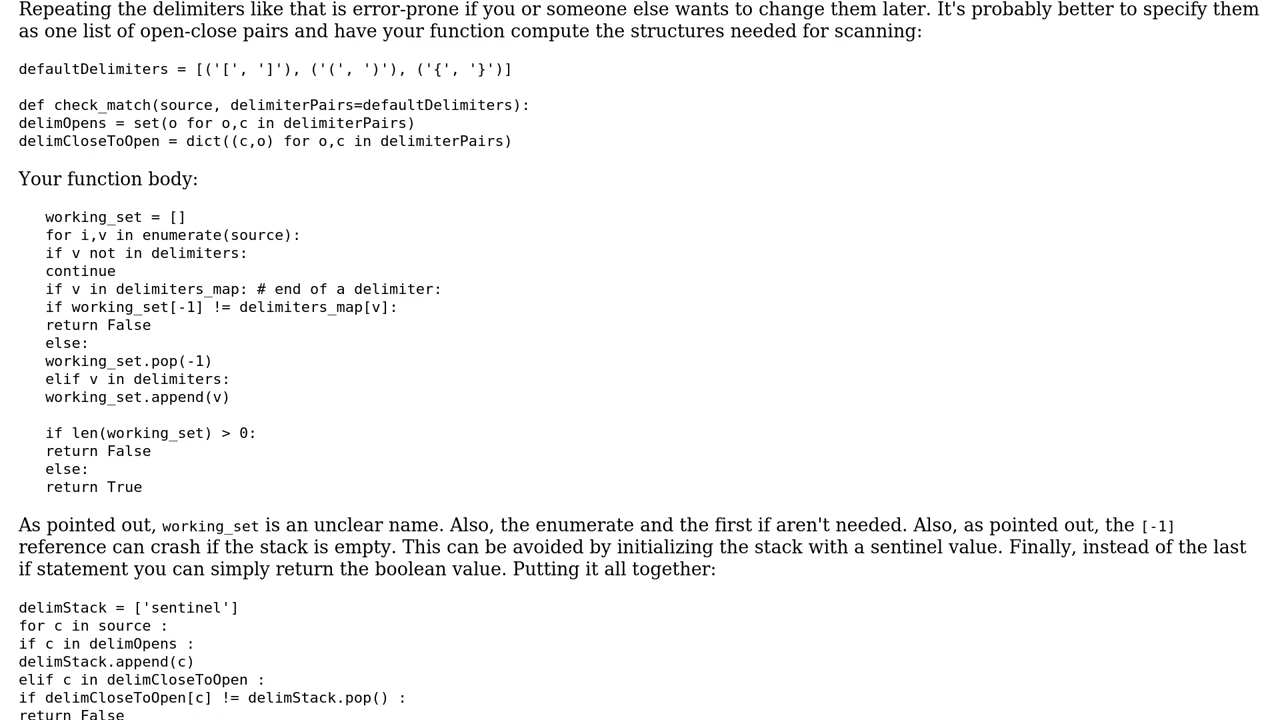 Repeating the delimiters like that is error-prone if you or someone else wants to change them later. It's probably better to specify them
as one list of open-close pairs and have your function compute the structures needed for scanning:
defaultDelimiters = [('[', ']'), ('(', ')'), ('{', '}')]
def check_match(source, delimiterPairs=defaultDelimiters):
delimOpens = set(o for o,c in delimiterPairs)
delimCloseToOpen = dict((c,o) for o,c in delimiterPairs)
Your function body:
working_set = []
for i,v in enumerate(source):
if v not in delimiters:
continue
if v in delimiters_map: # end of a delimiter:
if working_set[-1] != delimiters_map[v]:
return False
else:
working_set.pop(-1)
elif v in delimiters:
working_set.append(v)
if len(working_set) > 0:
return False
else:
return True
As pointed out, working_set is an unclear name. Also, the enumerate and the first if aren't needed. Also, as pointed out, the [-1]
reference can crash if the stack is empty. This can be avoided by initializing the stack with a sentinel value. Finally, instead of the last
if statement you can simply return the boolean value. Putting it all together:
delimStack = ['sentinel']
for c in source :
if c in delimOpens :
delimStack.append(c)
elif c in delimCloseToOpen :
if delimCloseToOpen[c] != delimStack.pop() :
return False